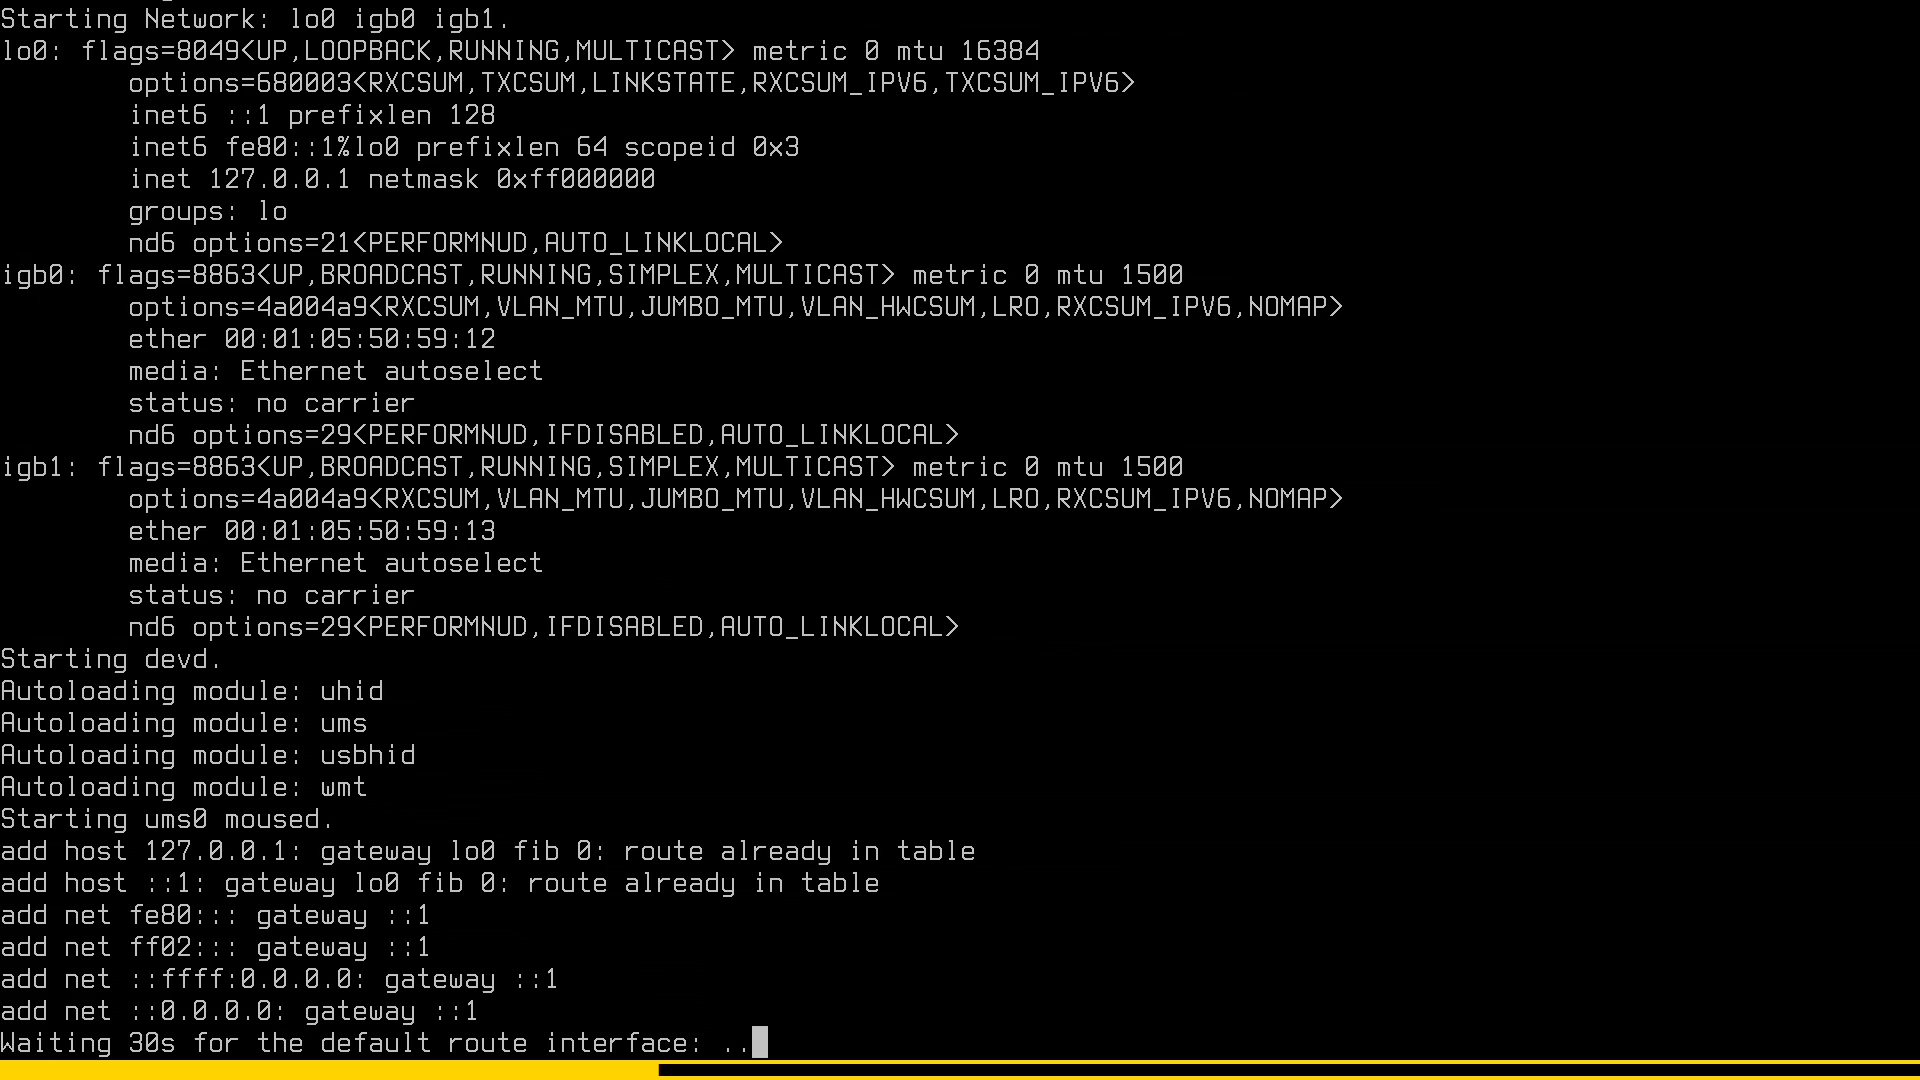 Starting Network: lo0 igb0 igb1.
lo0: flags=8049<UP,LOOPBACK,RUNNING,MULTICAST> metric 0 mtu 16384
        options=680003<RXCSUM,TXCSUM,LINKSTATE,RXCSUM_IPV6,TXCSUM_IPV6>
        inet6 ::1 prefixlen 128
        inet6 fe80::1%lo0 prefixlen 64 scopeid 0x3
        inet 127.0.0.1 netmask 0xff000000
        groups: lo
        nd6 options=21<PERFORMNUD,AUTO_LINKLOCAL>
igb0: flags=8863<UP,BROADCAST,RUNNING,SIMPLEX,MULTICAST> metric 0 mtu 1500
        options=4a004a9<RXCSUM,VLAN_MTU,JUMBO_MTU,VLAN_HWCSUM,LRO,RXCSUM_IPV6,NOMAP>
        ether 00:01:05:50:59:12
        media: Ethernet autoselect
        status: no carrier
        nd6 options=29<PERFORMNUD,IFDISABLED,AUTO_LINKLOCAL>
igb1: flags=8863<UP,BROADCAST,RUNNING,SIMPLEX,MULTICAST> metric 0 mtu 1500
        options=4a004a9<RXCSUM,VLAN_MTU,JUMBO_MTU,VLAN_HWCSUM,LRO,RXCSUM_IPV6,NOMAP>
        ether 00:01:05:50:59:13
        media: Ethernet autoselect
        status: no carrier
        nd6 options=29<PERFORMNUD,IFDISABLED,AUTO_LINKLOCAL>
Starting devd.
Autoloading module: uhid
Autoloading module: ums
Autoloading module: usbhid
Autoloading module: wmt
Starting ums0 moused.
add host 127.0.0.1: gateway lo0 fib 0: route already in table
add host ::1: gateway lo0 fib 0: route already in table
add net fe80::: gateway ::1
add net ff02::: gateway ::1
add net ::ffff:0.0.0.0: gateway ::1
add net ::0.0.0.0: gateway ::1
Waiting 30s for the default route interface: ..